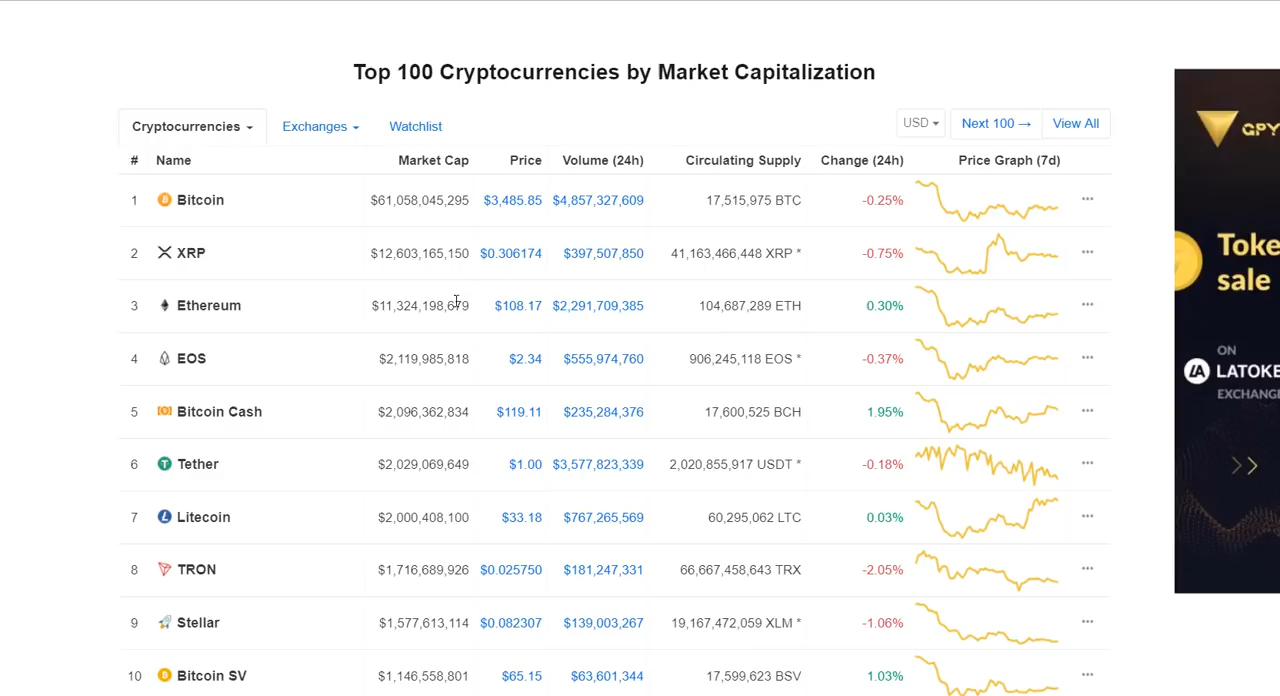 Top 100 Cryptocurrencies by Market Capitalization
Cryptocurrencies Exchanges Watchlist USD Next 100 → View All
# Name Market Cap Price Volume (24h) Circulating Supply Change (24h) Price Graph (7d)
1 Bitcoin $61,058,045,295 $3,485.85 $4,857,327,609 17,515,975 BTC -0.25%
2 XRP $12,603,165,150 $0.306174 $397,507,850 41,163,466,448 XRP * -0.75%
3 Ethereum $11,324,198,679 $108.17 $2,291,709,385 104,687,289 ETH 0.30%
4 EOS $2,119,985,818 $2.34 $555,974,760 906,245,118 EOS * -0.37%
5 Bitcoin Cash $2,096,362,834 $119.11 $235,284,376 17,600,525 BCH 1.95%
6 Tether $2,029,069,649 $1.00 $3,577,823,339 2,020,855,917 USDT * -0.18%
7 Litecoin $2,000,408,100 $33.18 $767,265,569 60,295,062 LTC 0.03%
8 TRON $1,716,689,926 $0.025750 $181,247,331 66,667,458,643 TRX -2.05%
9 Stellar $1,577,613,114 $0.082307 $139,003,267 19,167,472,059 XLM * -1.06%
10 Bitcoin SV $1,146,558,801 $65.15 $63,601,344 17,599,623 BSV 1.03%
GPY
Toke
sale
ON
LATOKE
EXCHANG